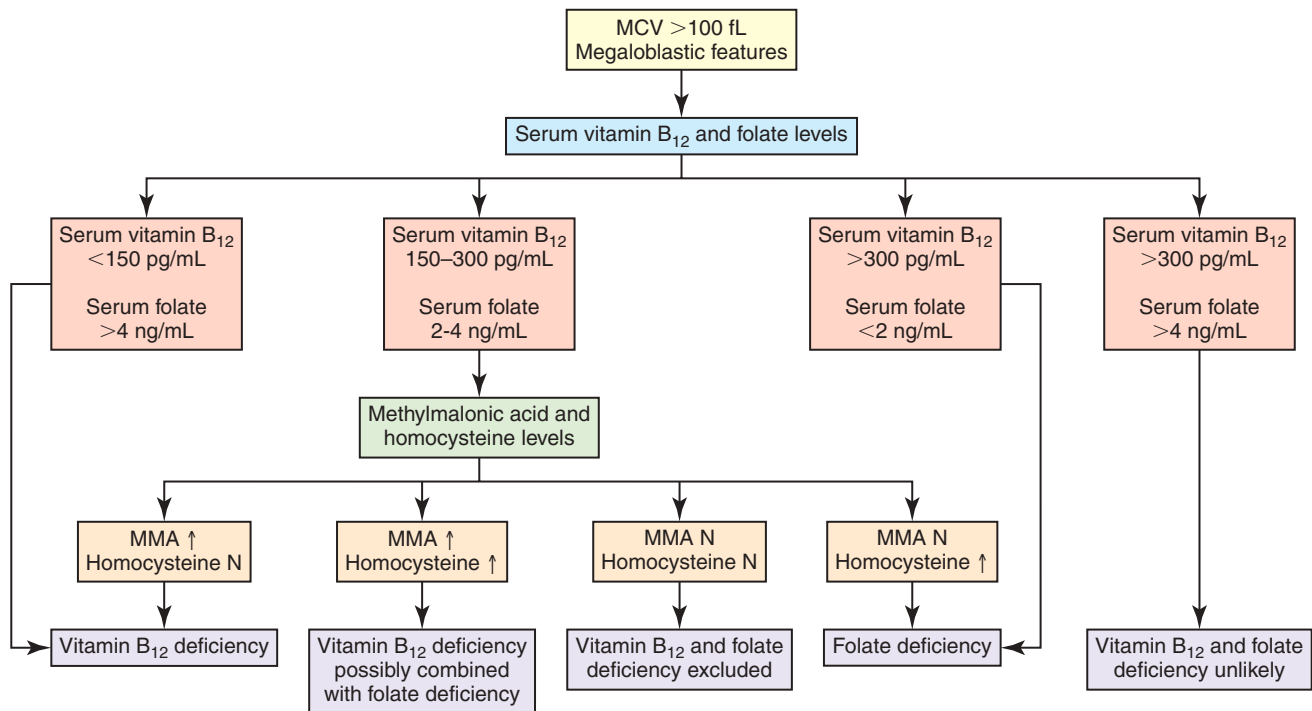 MCV >100 fL
Megaloblastic features
Serum vitamin B₁₂ and folate levels
Serum vitamin B₁₂
<150 pg/mL
Serum folate
>4 ng/mL
Serum vitamin B₁₂
150–300 pg/mL
Serum folate
2-4 ng/mL
Serum vitamin B₁₂
>300 pg/mL
Serum folate
<2 ng/mL
Serum vitamin B₁₂
>300 pg/mL
Serum folate
>4 ng/mL
Methylmalonic acid and
homocysteine levels
MMA ↑
Homocysteine N
MMA ↑
Homocysteine ↑
MMA N
Homocysteine N
MMA N
Homocysteine ↑
Vitamin B₁₂ deficiency
Vitamin B₁₂ deficiency
possibly combined
with folate deficiency
Vitamin B₁₂ and folate
deficiency excluded
Folate deficiency
Vitamin B₁₂ and folate
deficiency unlikely